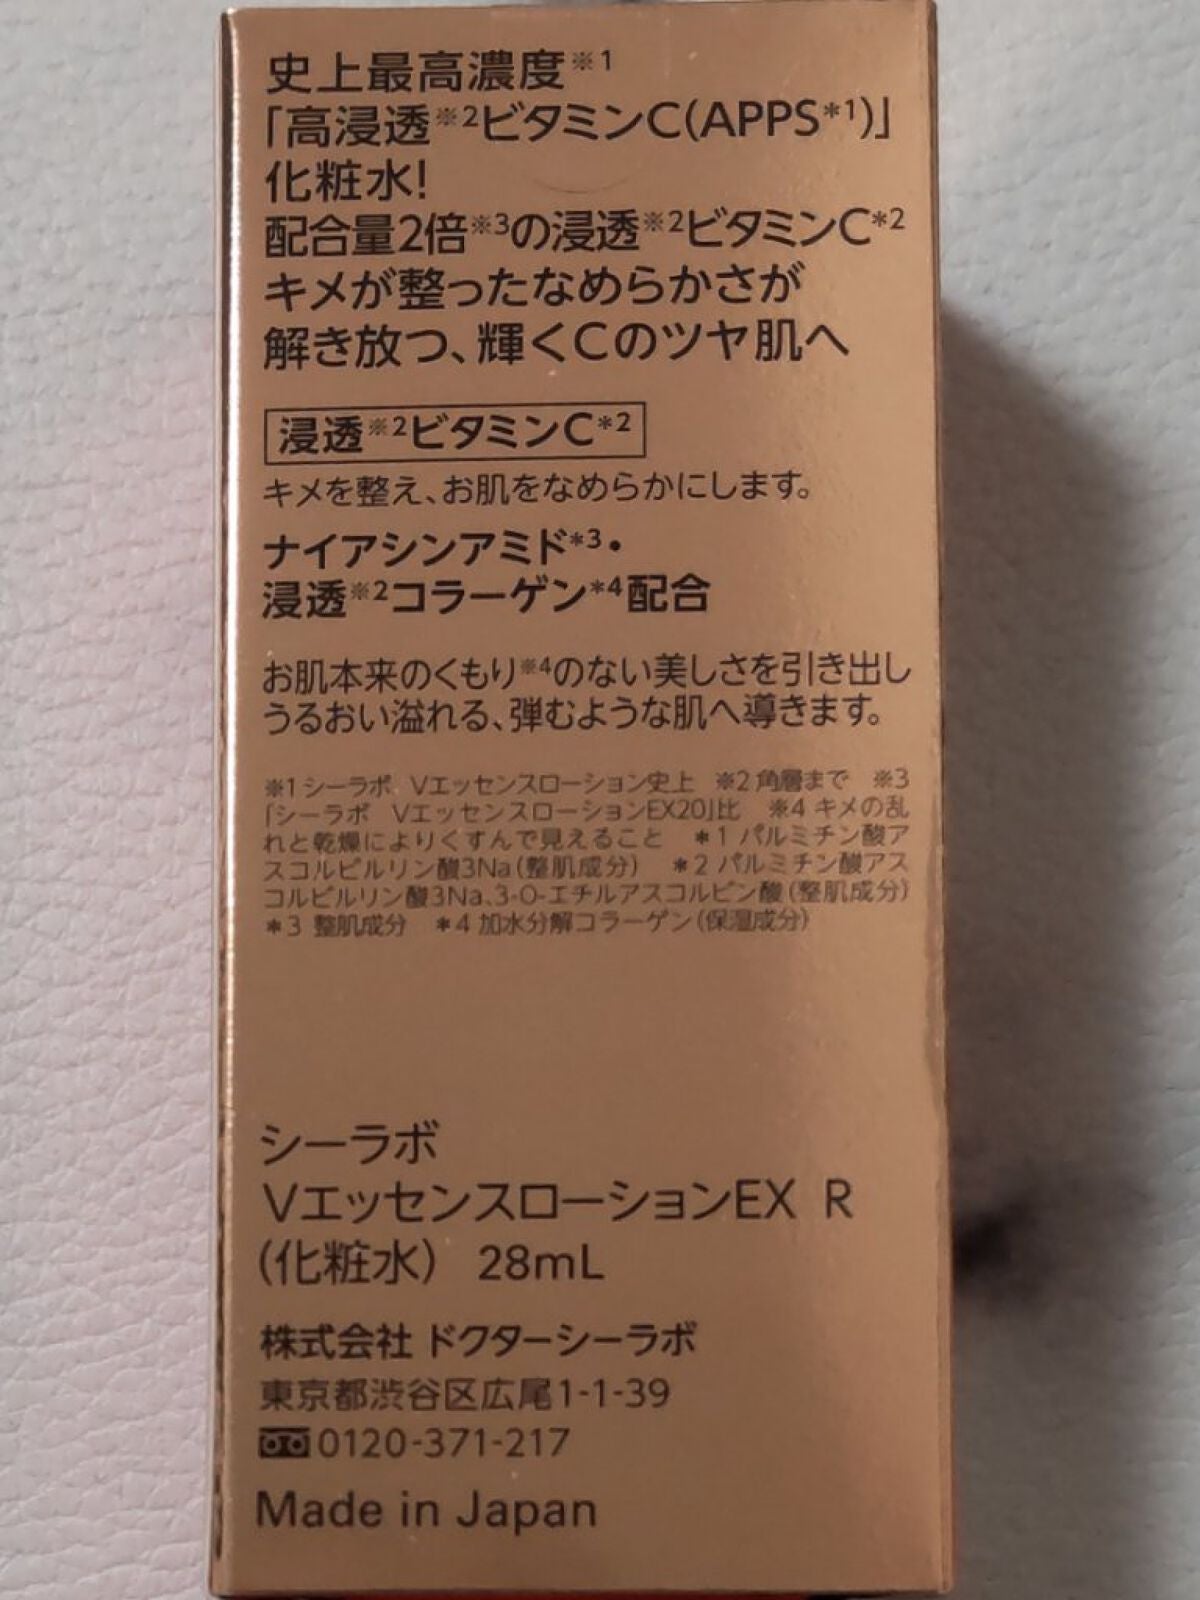 史上最高濃度※1
「高浸透※2ビタミンC(APPS*1)」
化粧水!
配合量2倍※3の浸透※2ビタミンC*2
キメが整ったなめらかさが
解き放つ、輝くCのツヤ肌へ
浸透※2ビタミンC*2
キメを整え、お肌をなめらかにします。
ナイアシンアミド*3・
浸透※2コラーゲン*4配合
お肌本来のくもり※4のない美しさを引き出し
うるおい溢れる、弾むような肌へ導きます。
※1 シーラボ Vエッセンスローション史上 ※2 角層まで ※3
「シーラボ VエッセンスローションEX20」比 ※4 キメの乱
れと乾燥によりくすんで見えること *1 パルミチン酸ア
スコルビルリン酸3Na(整肌成分) *2 パルミチン酸アス
コルビルリン酸3Na、3-O-エチルアスコルビン酸(整肌成分)
*3 整肌成分 *4 加水分解コラーゲン(保湿成分)
シーラボ
VエッセンスローションEX R
(化粧水) 28mL
株式会社 ドクターシーラボ
東京都渋谷区広尾1-1-39
0120-371-217
Made in Japan